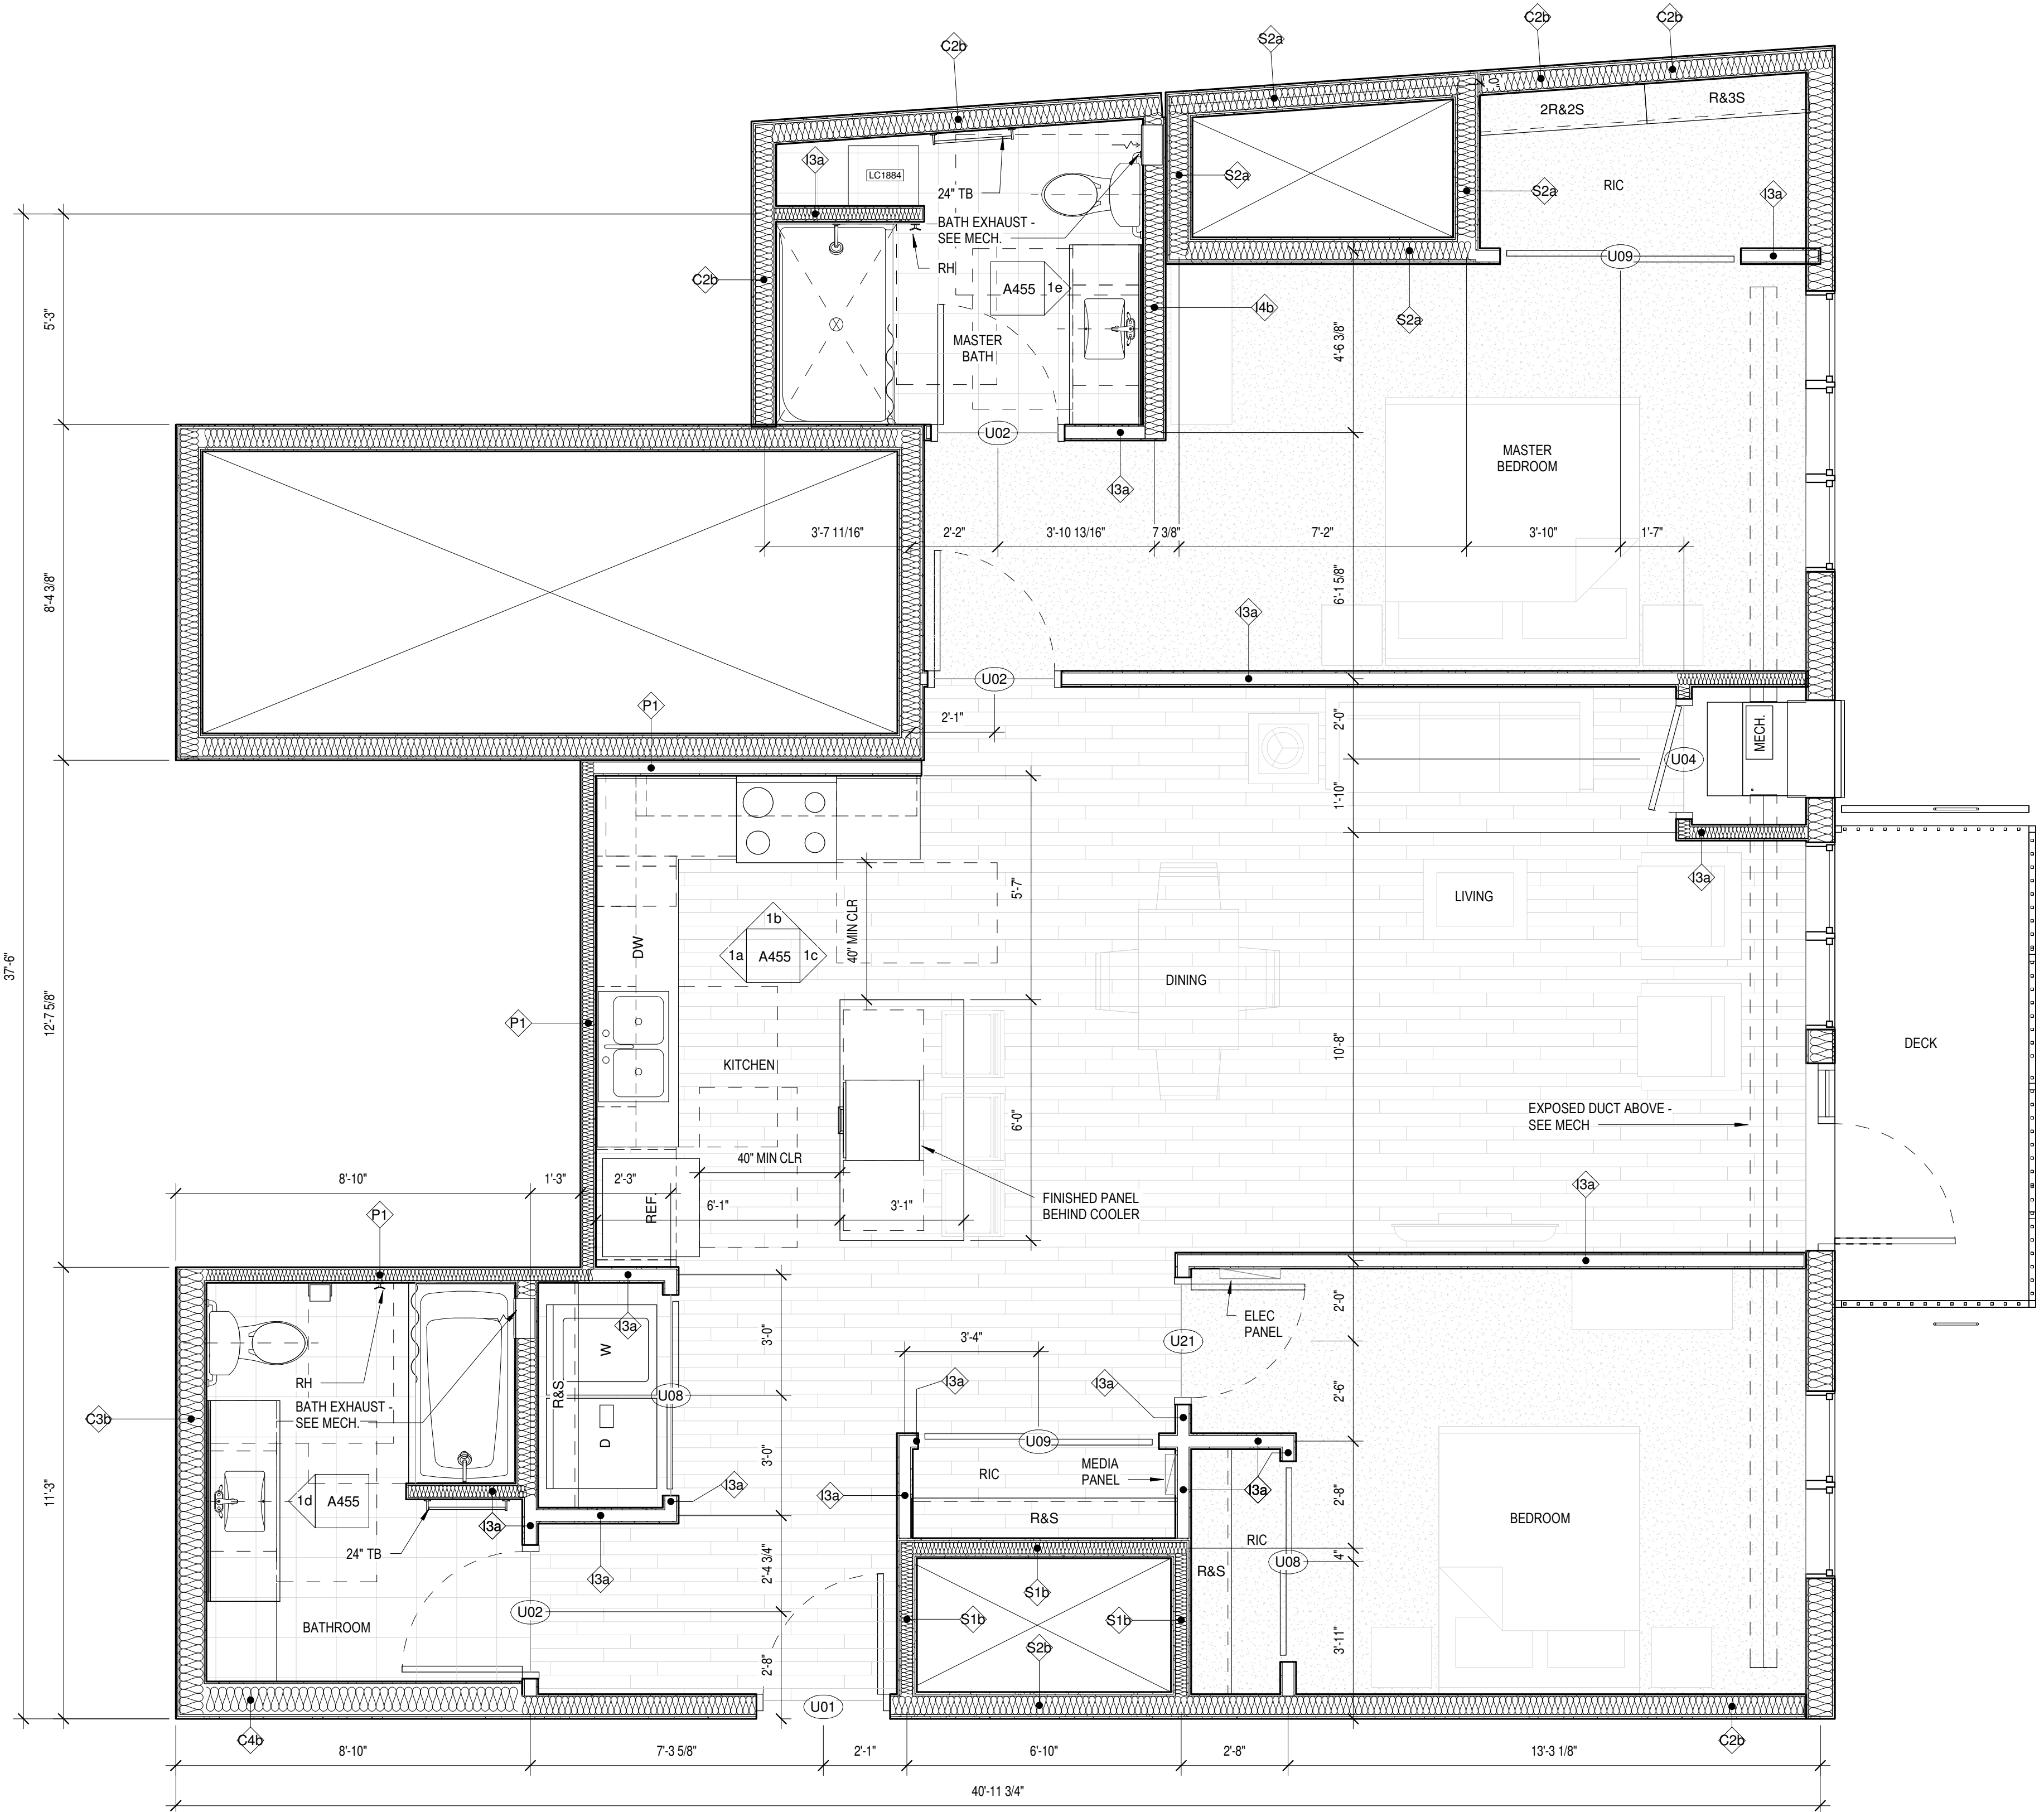 C2b
C2b
C2b
S2a
2R&2S
R&3S
I3a
LC1884
24" TB
S2a
S2a
RIC
I3a
BATH EXHAUST -
SEE MECH.
RH
C2b
A455
1e
U09
I4b
S2a
5'-3"
MASTER
BATH
4'-6 3/8"
U02
I3a
MASTER
BEDROOM
3'-7 11/16"
2'-2"
3'-10 13/16"
7 3/8"
7'-2"
3'-10"
1'-7"
8'-4 3/8"
6'-1 5/8"
I3a
U02
P1
2'-1"
2'-0"
MECH.
U04
1'-10"
I3a
37'-6"
12'-7 5/8"
P1
DW
1b
1a
A455
1c
40" MIN CLR
5'-7"
LIVING
DINING
10'-8"
DECK
KITCHEN
6'-0"
EXPOSED DUCT ABOVE -
SEE MECH
40" MIN CLR
8'-10"
1'-3"
2'-3"
REF.
6'-1"
3'-1"
FINISHED PANEL
BEHIND COOLER
I3a
P1
I3a
3'-0"
W
R&S
D
U08
3'-0"
ELEC
PANEL
U21
2'-0"
3'-4"
I3a
I3a
2'-6"
RH
BATH EXHAUST -
SEE MECH.
C3b
11'-3"
U09
RIC
MEDIA
PANEL
I3a
I3a
I3a
2'-8"
1d
A455
R&S
BEDROOM
I3a
24" TB
RIC
2'-4 3/4"
4"
U08
R&S
I3a
S1b
U02
BATHROOM
S1b
S1b
S2b
3'-11"
2'-8"
U01
C4b
C2b
8'-10"
7'-3 5/8"
2'-1"
6'-10"
2'-8"
13'-3 1/8"
40'-11 3/4"